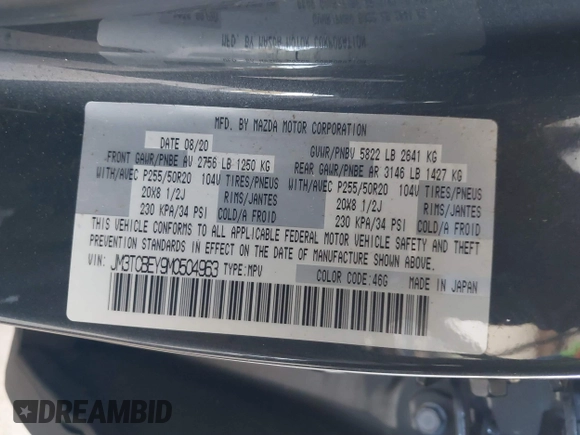 MFD. BY MAZDA MOTOR CORPORATION
DATE 08/20 GVWR/PNBV 5822 LB 2641 KG
FRONT GAWR/PNBE AV 2756 LB 1250 KG REAR GAWR/PNBE AR 3146 LB 1427 KG
WITH/AVEC P255/50R20 104V TIRES/PNEUS WITH/AVEC P255/50R20 104V TIRES/PNEUS
20X8 1/2J RIMS/JANTES 20X8 1/2J RIMS/JANTES
230 KPA/34 PSI COLD/A FROID 230 KPA/34 PSI COLD/A FROID
THIS VEHICLE CONFORMS TO ALL APPLICABLE FEDERAL MOTOR VEHICLE SAFETY AND THEFT
PREVENTION STANDARDS IN EFFECT ON THE DATE OF MANUFACTURE SHOWN ABOVE.
VIN: JM3TCBEY9M0504963 TYPE:MPV COLOR CODE:46G MADE IN JAPAN
DREAMBID